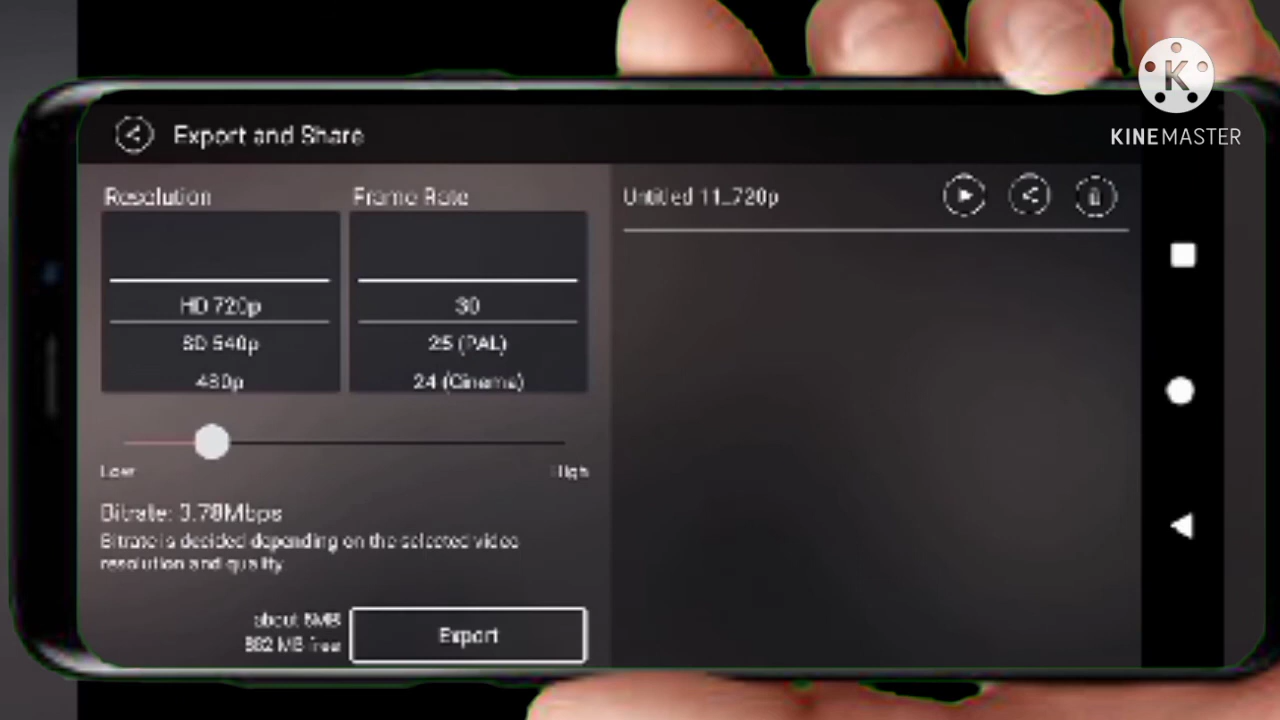 K
KINEMASTER
Export and Share
Resolution
Frame Rate
Untitled 11_720p
HD 720p
30
SD 540p
25 (PAL)
480p
24 (Cinema)
Low
High
Bitrate: 3.78Mbps
Bitrate is decided depending on the selected video
resolution and quality
about
882 MB free
Export